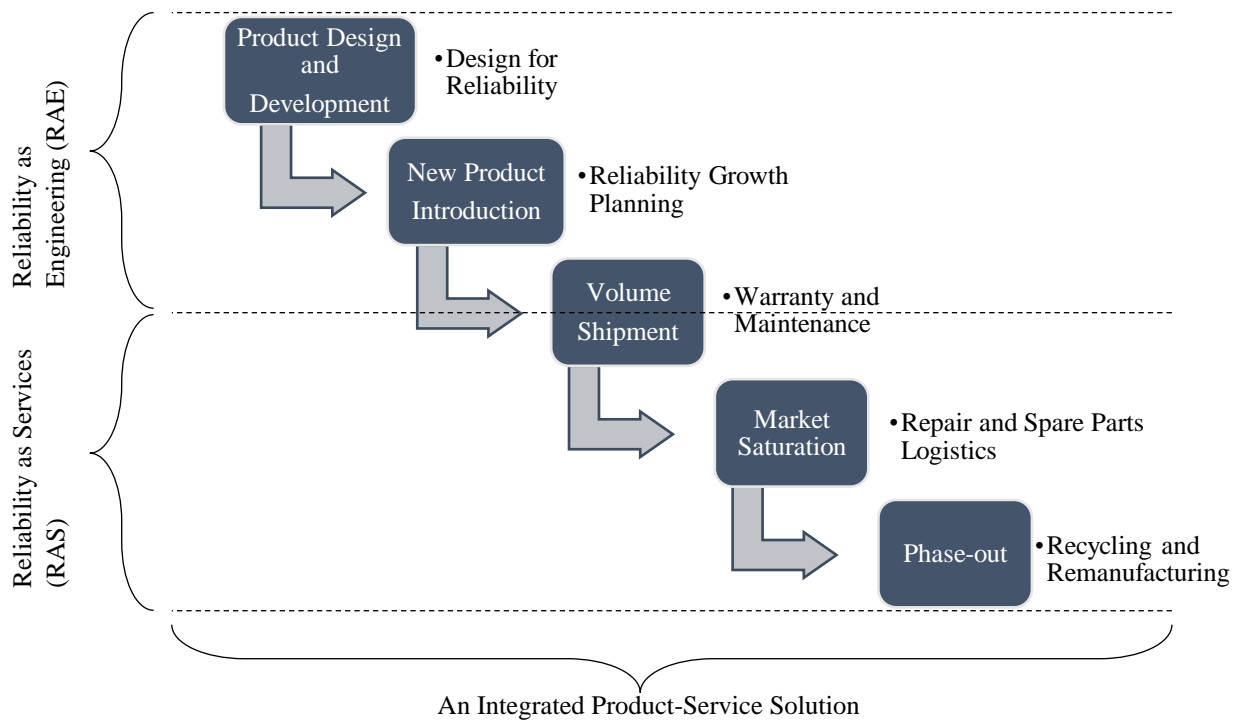 Product Design
and
Development
•Design for
Reliability
Reliability as
Engineering (RAE)
New Product
Introduction
•Reliability Growth
Planning
Volume
Shipment
•Warranty and
Maintenance
Reliability as Services
(RAS)
Market
Saturation
•Repair and Spare Parts
Logistics
Phase-out
•Recycling and
Remanufacturing
An Integrated Product-Service Solution